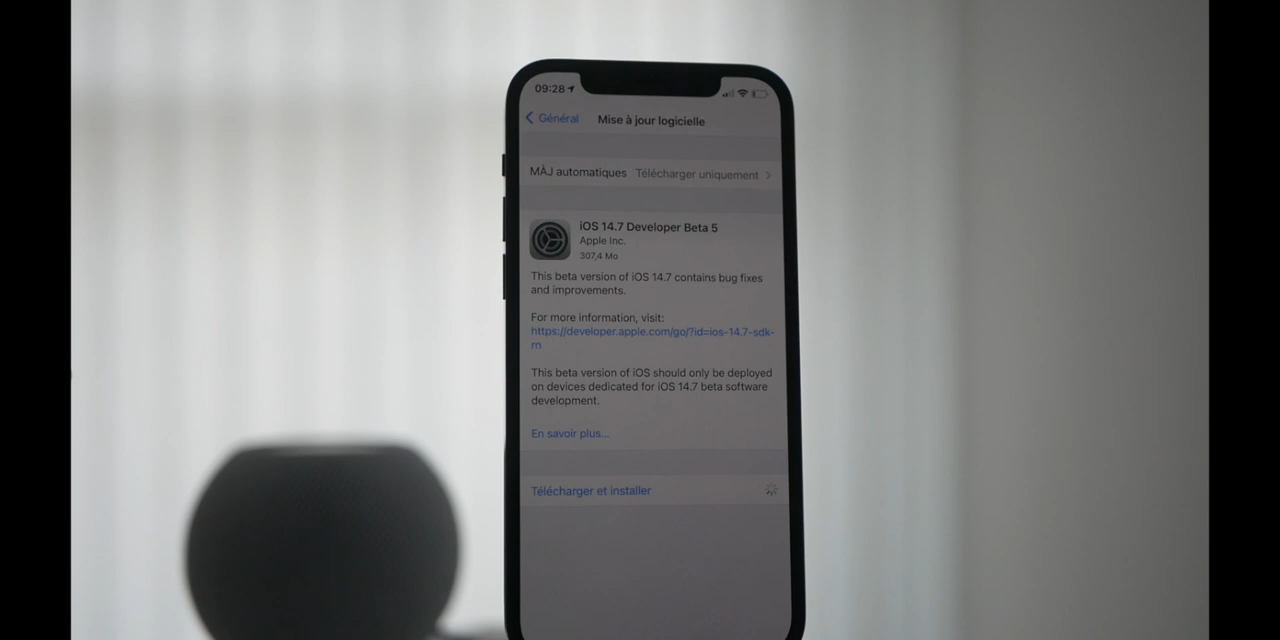 09:28
Général
Mise à jour logicielle
MÀJ automatiques Télécharger uniquement
iOS 14.7 Developer Beta 5
Apple Inc.
307,4 Mo
This beta version of iOS 14.7 contains bug fixes
and improvements.
For more information, visit:
https://developer.apple.com/go/?id=ios-14.7-sdk-
rn
This beta version of iOS should only be deployed
on devices dedicated for iOS 14.7 beta software
development.
En savoir plus...
Télécharger et installer